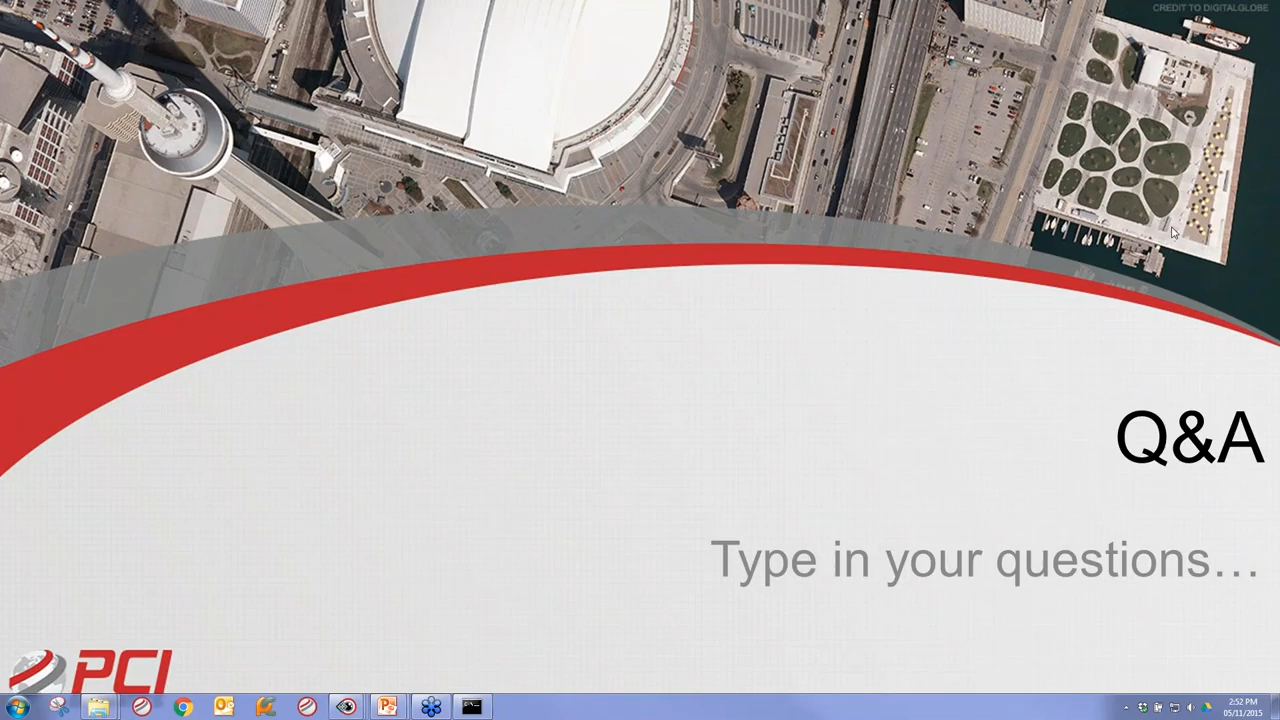 CREDIT TO DIGITALGLOBE
Q&A
Type in your questions...
PCI
2:52 PM
05/11/2015